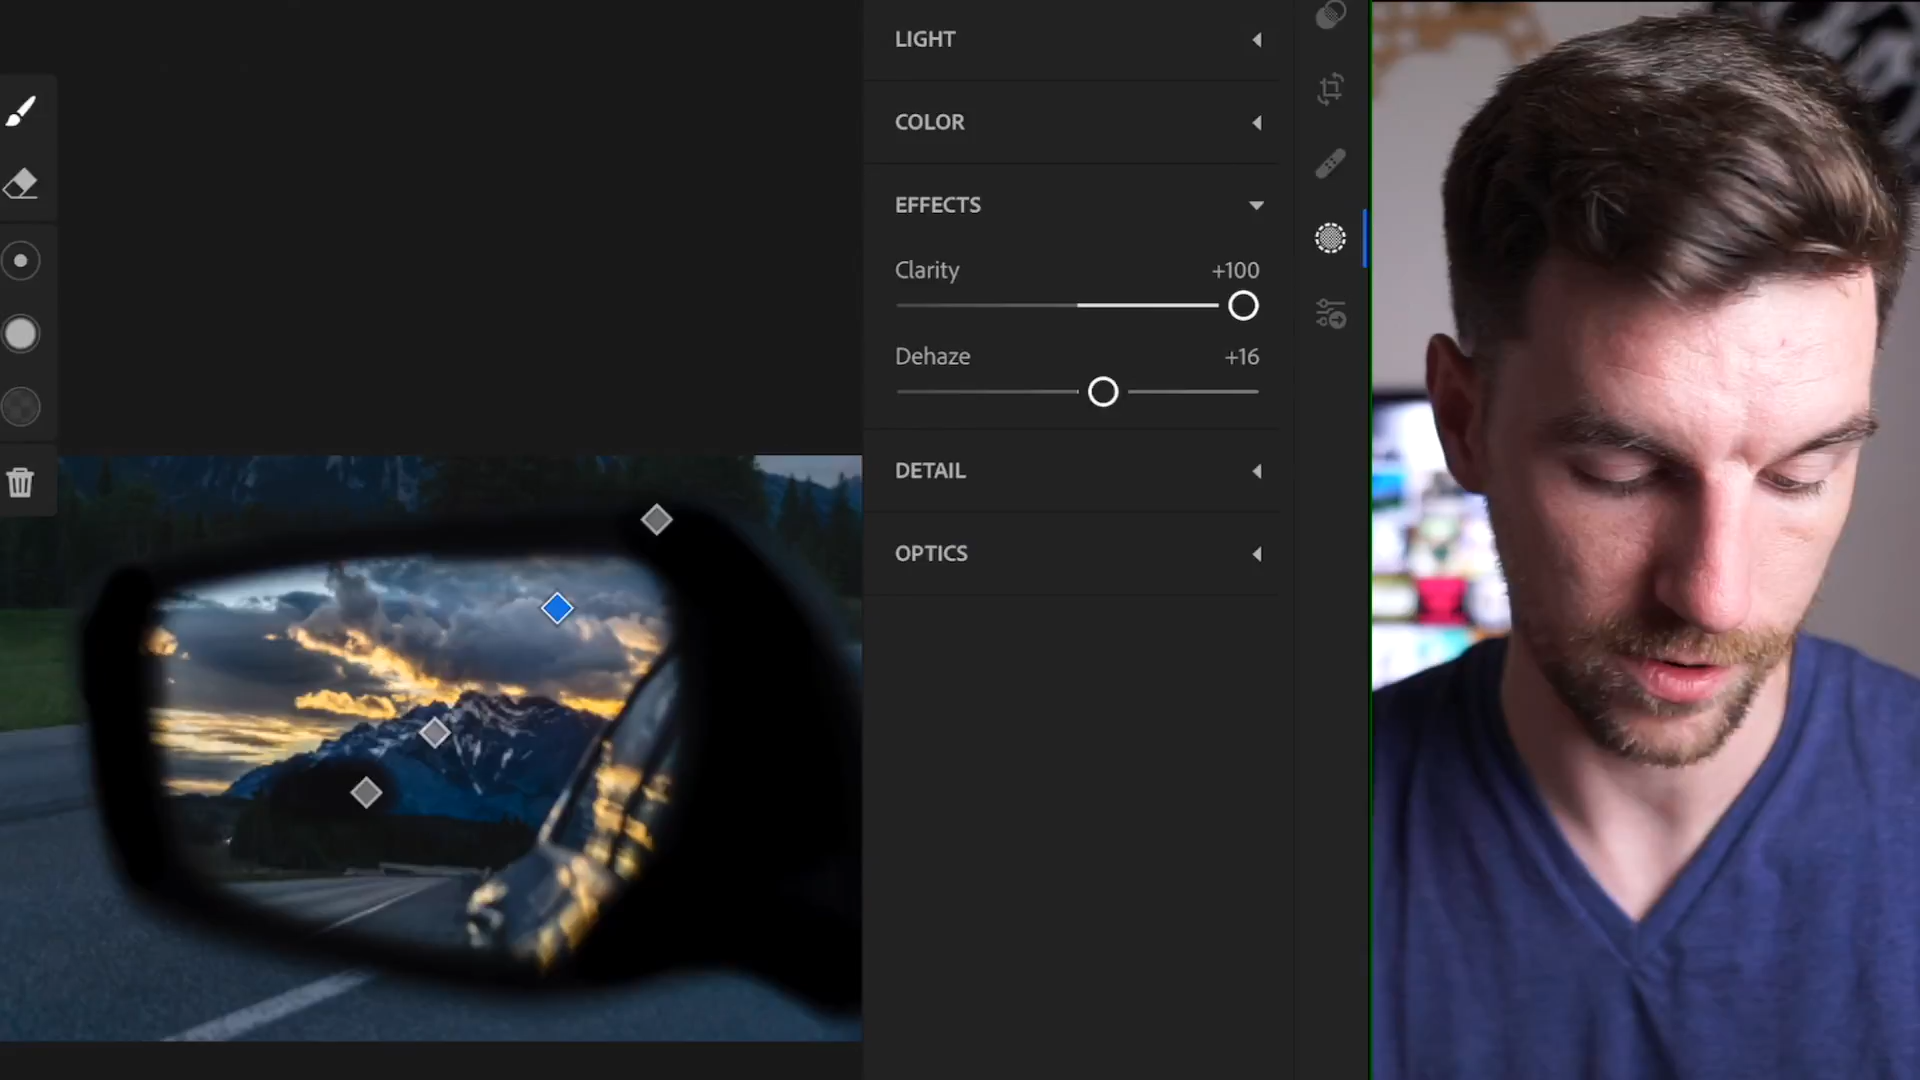 LIGHT
COLOR
EFFECTS
Clarity +100
Dehaze +16
DETAIL
OPTICS